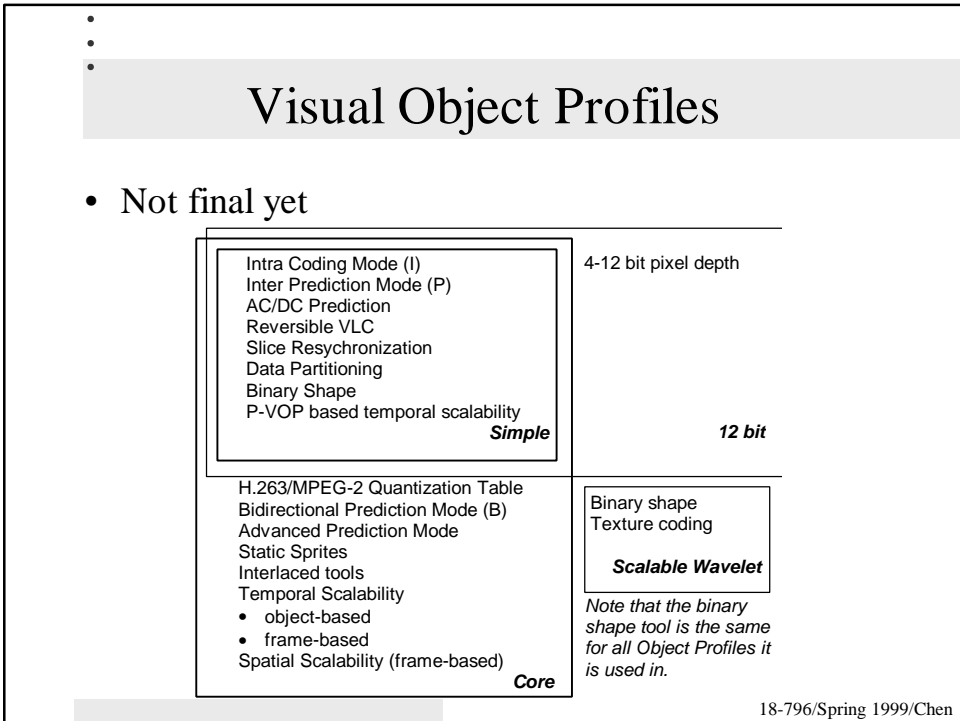 Visual Object Profiles
• Not final yet
Intra Coding Mode (I)
Inter Prediction Mode (P)
AC/DC Prediction
Reversible VLC
Slice Resychronization
Data Partitioning
Binary Shape
P-VOP based temporal scalability
Simple
4-12 bit pixel depth
12 bit
H.263/MPEG-2 Quantization Table
Bidirectional Prediction Mode (B)
Advanced Prediction Mode
Static Sprites
Interlaced tools
Temporal Scalability
• object-based
• frame-based
Spatial Scalability (frame-based)
Core
Binary shape
Texture coding
Scalable Wavelet
Note that the binary
shape tool is the same
for all Object Profiles it
is used in.
18-796/Spring 1999/Chen